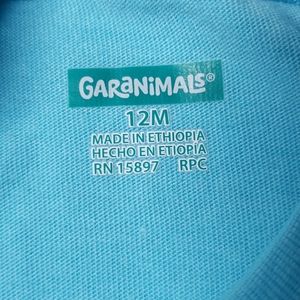 GARANIMALS®
12M
MADE IN ETHIOPIA
HECHO EN ETIOPIA
RN 15897 RPC